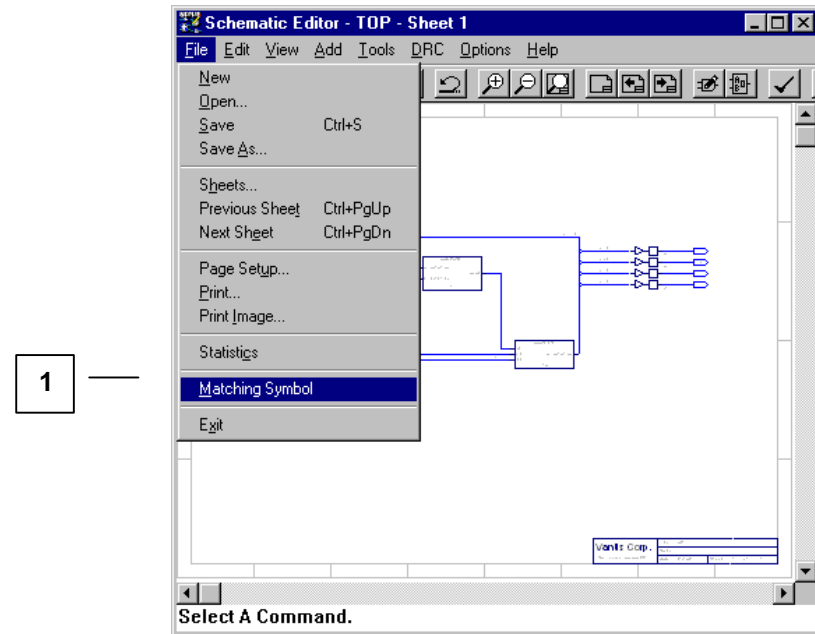 Schematic Editor - TOP - Sheet 1
File Edit View Add Tools DRC Options Help
New
Open...
Save Ctrl+S
Save As...
Sheets...
Previous Sheet Ctrl+PgUp
Next Sheet Ctrl+PgDn
Page Setup...
Print...
Print Image...
Statistics
1
Matching Symbol
Exit
Vantis Corp.
Select A Command.